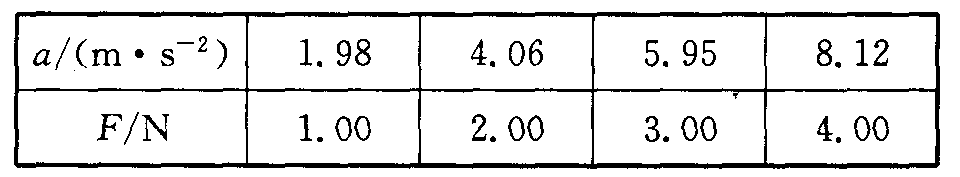 a/(m·s⁻²) 1.98 4.06 5.95 8.12
F/N 1.00 2.00 3.00 4.00